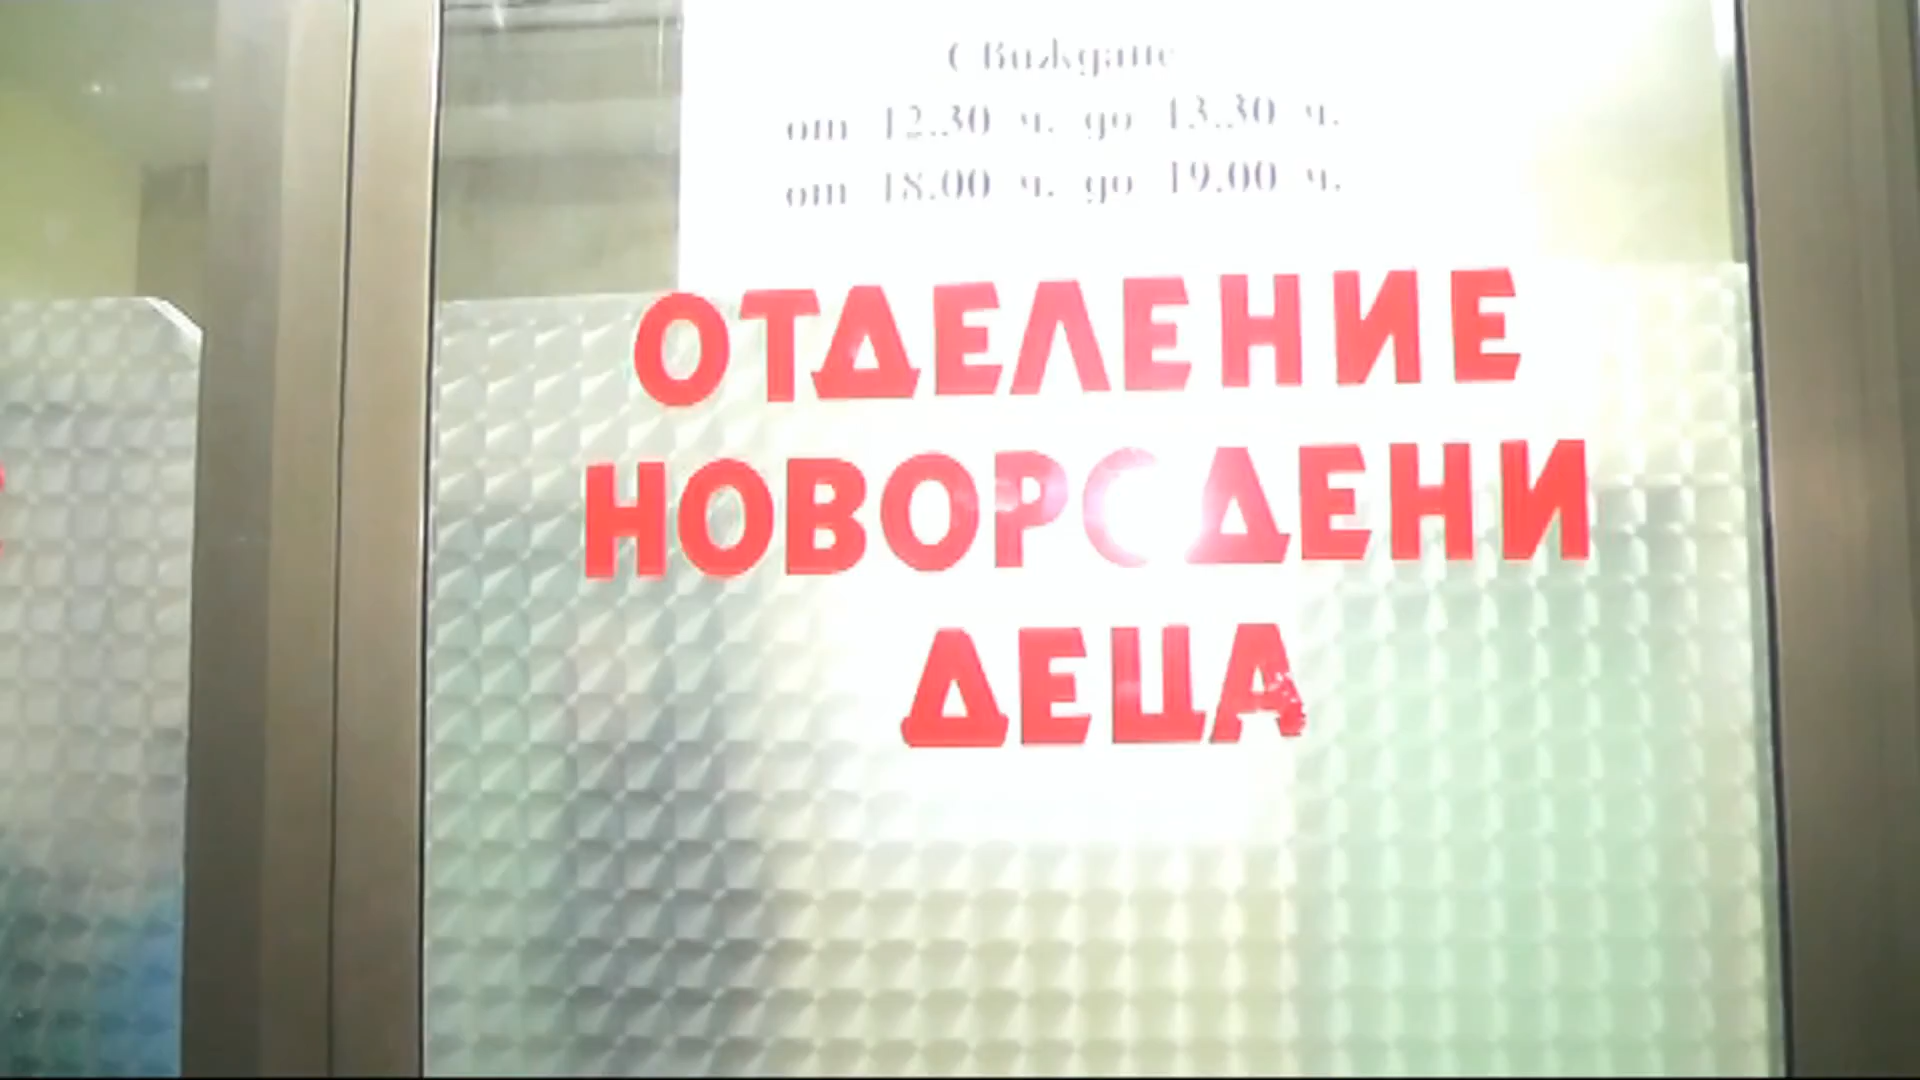 Свиждане
от 12.30 ч. до 13.30 ч.
от 18.00 ч. до 19.00 ч.
ОТДЕЛЕНИЕ
НОВОРОДЕНИ
ДЕЦА